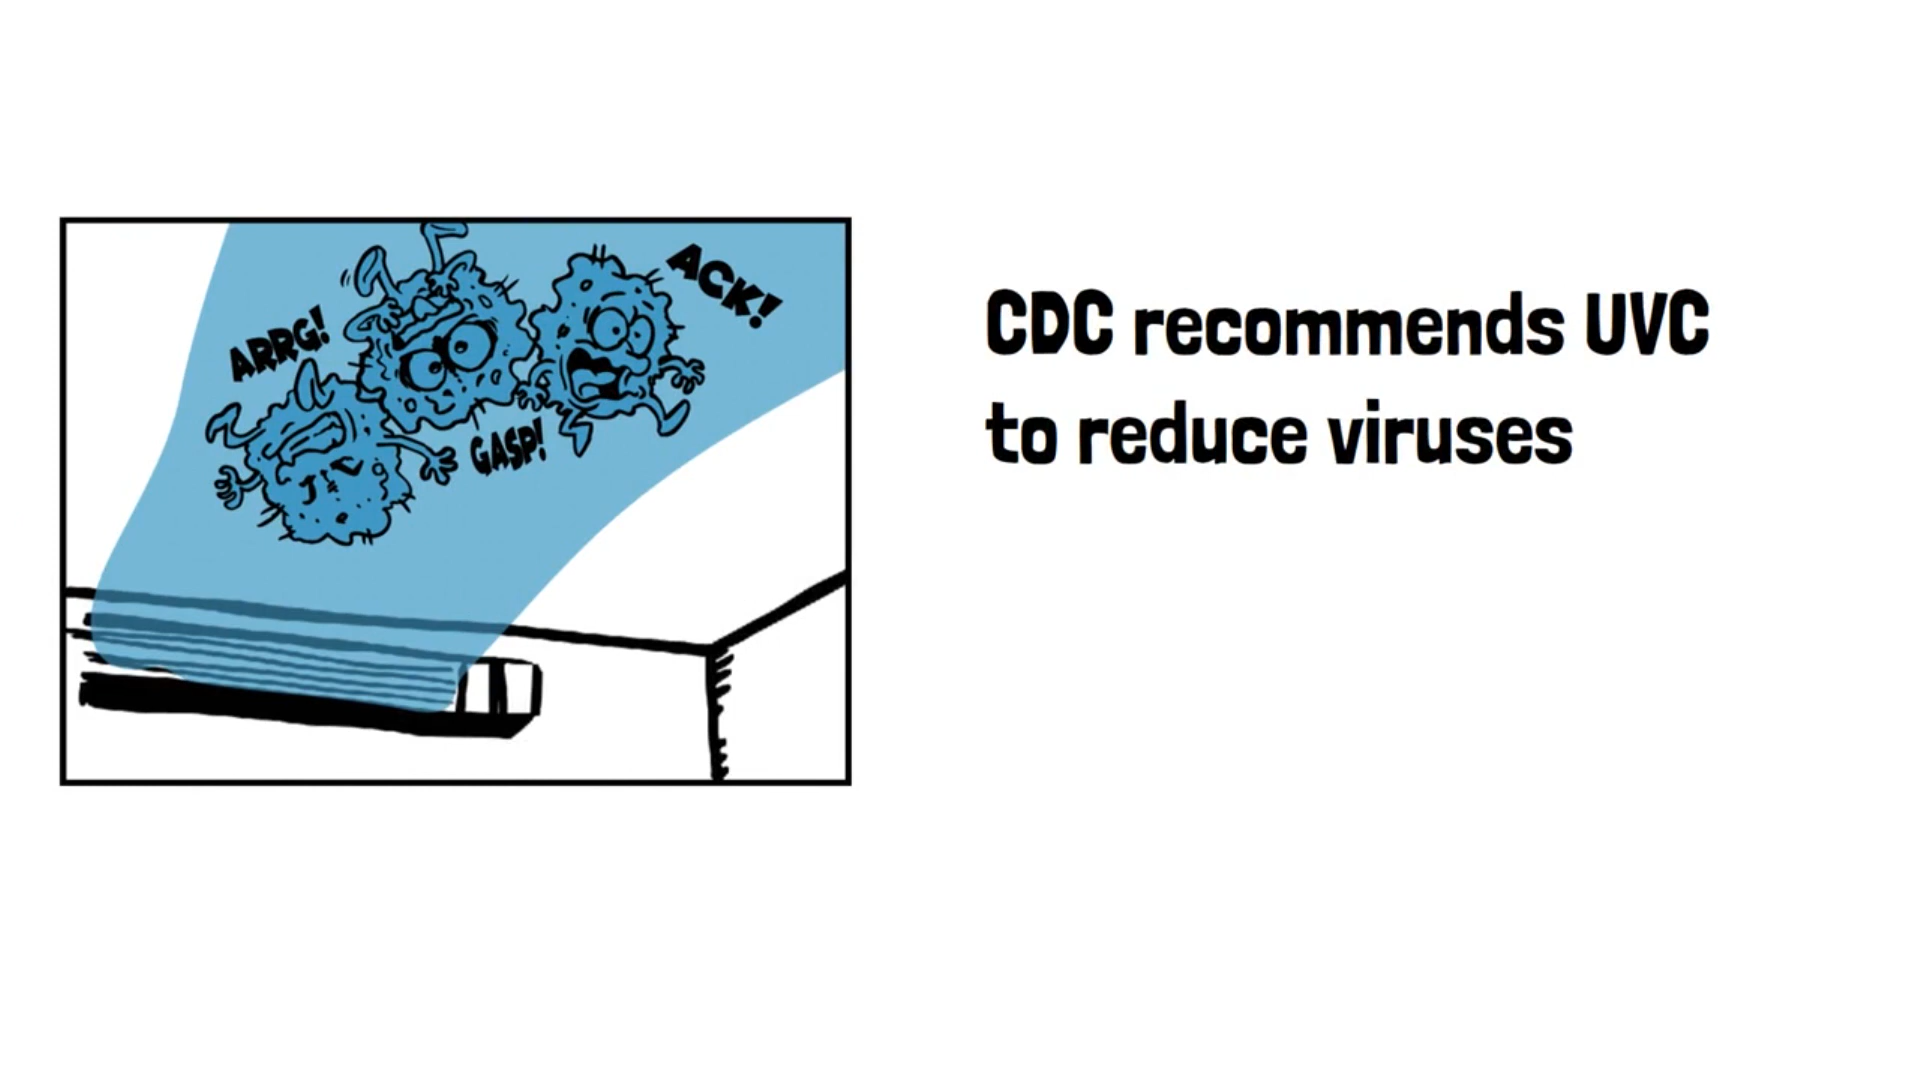 ACK!
ARRG!
GASP!
CDC recommends UVC
to reduce viruses